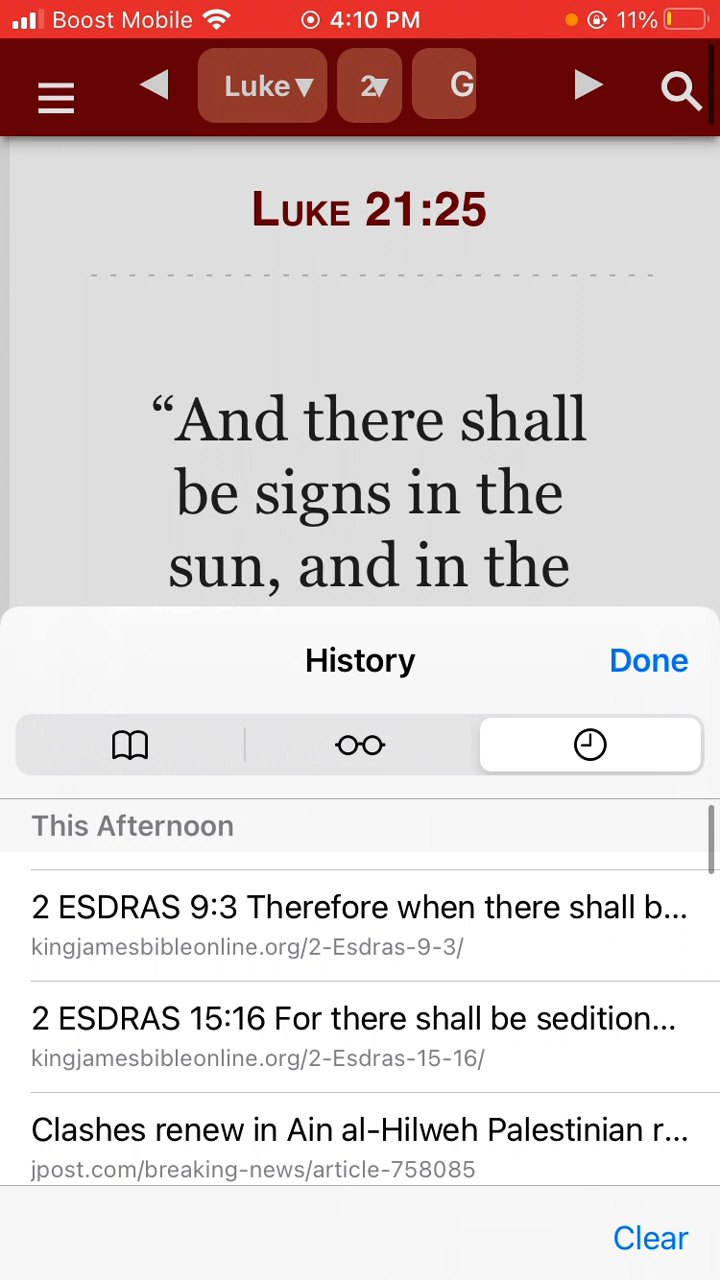 Boost Mobile 4:10 PM 11%
Luke 2 G
LUKE 21:25
“And there shall
be signs in the
sun, and in the
History Done
This Afternoon
2 ESDRAS 9:3 Therefore when there shall b...
kingjamesbibleonline.org/2-Esdras-9-3/
2 ESDRAS 15:16 For there shall be sedition...
kingjamesbibleonline.org/2-Esdras-15-16/
Clashes renew in Ain al-Hilweh Palestinian r...
jpost.com/breaking-news/article-758085
Clear